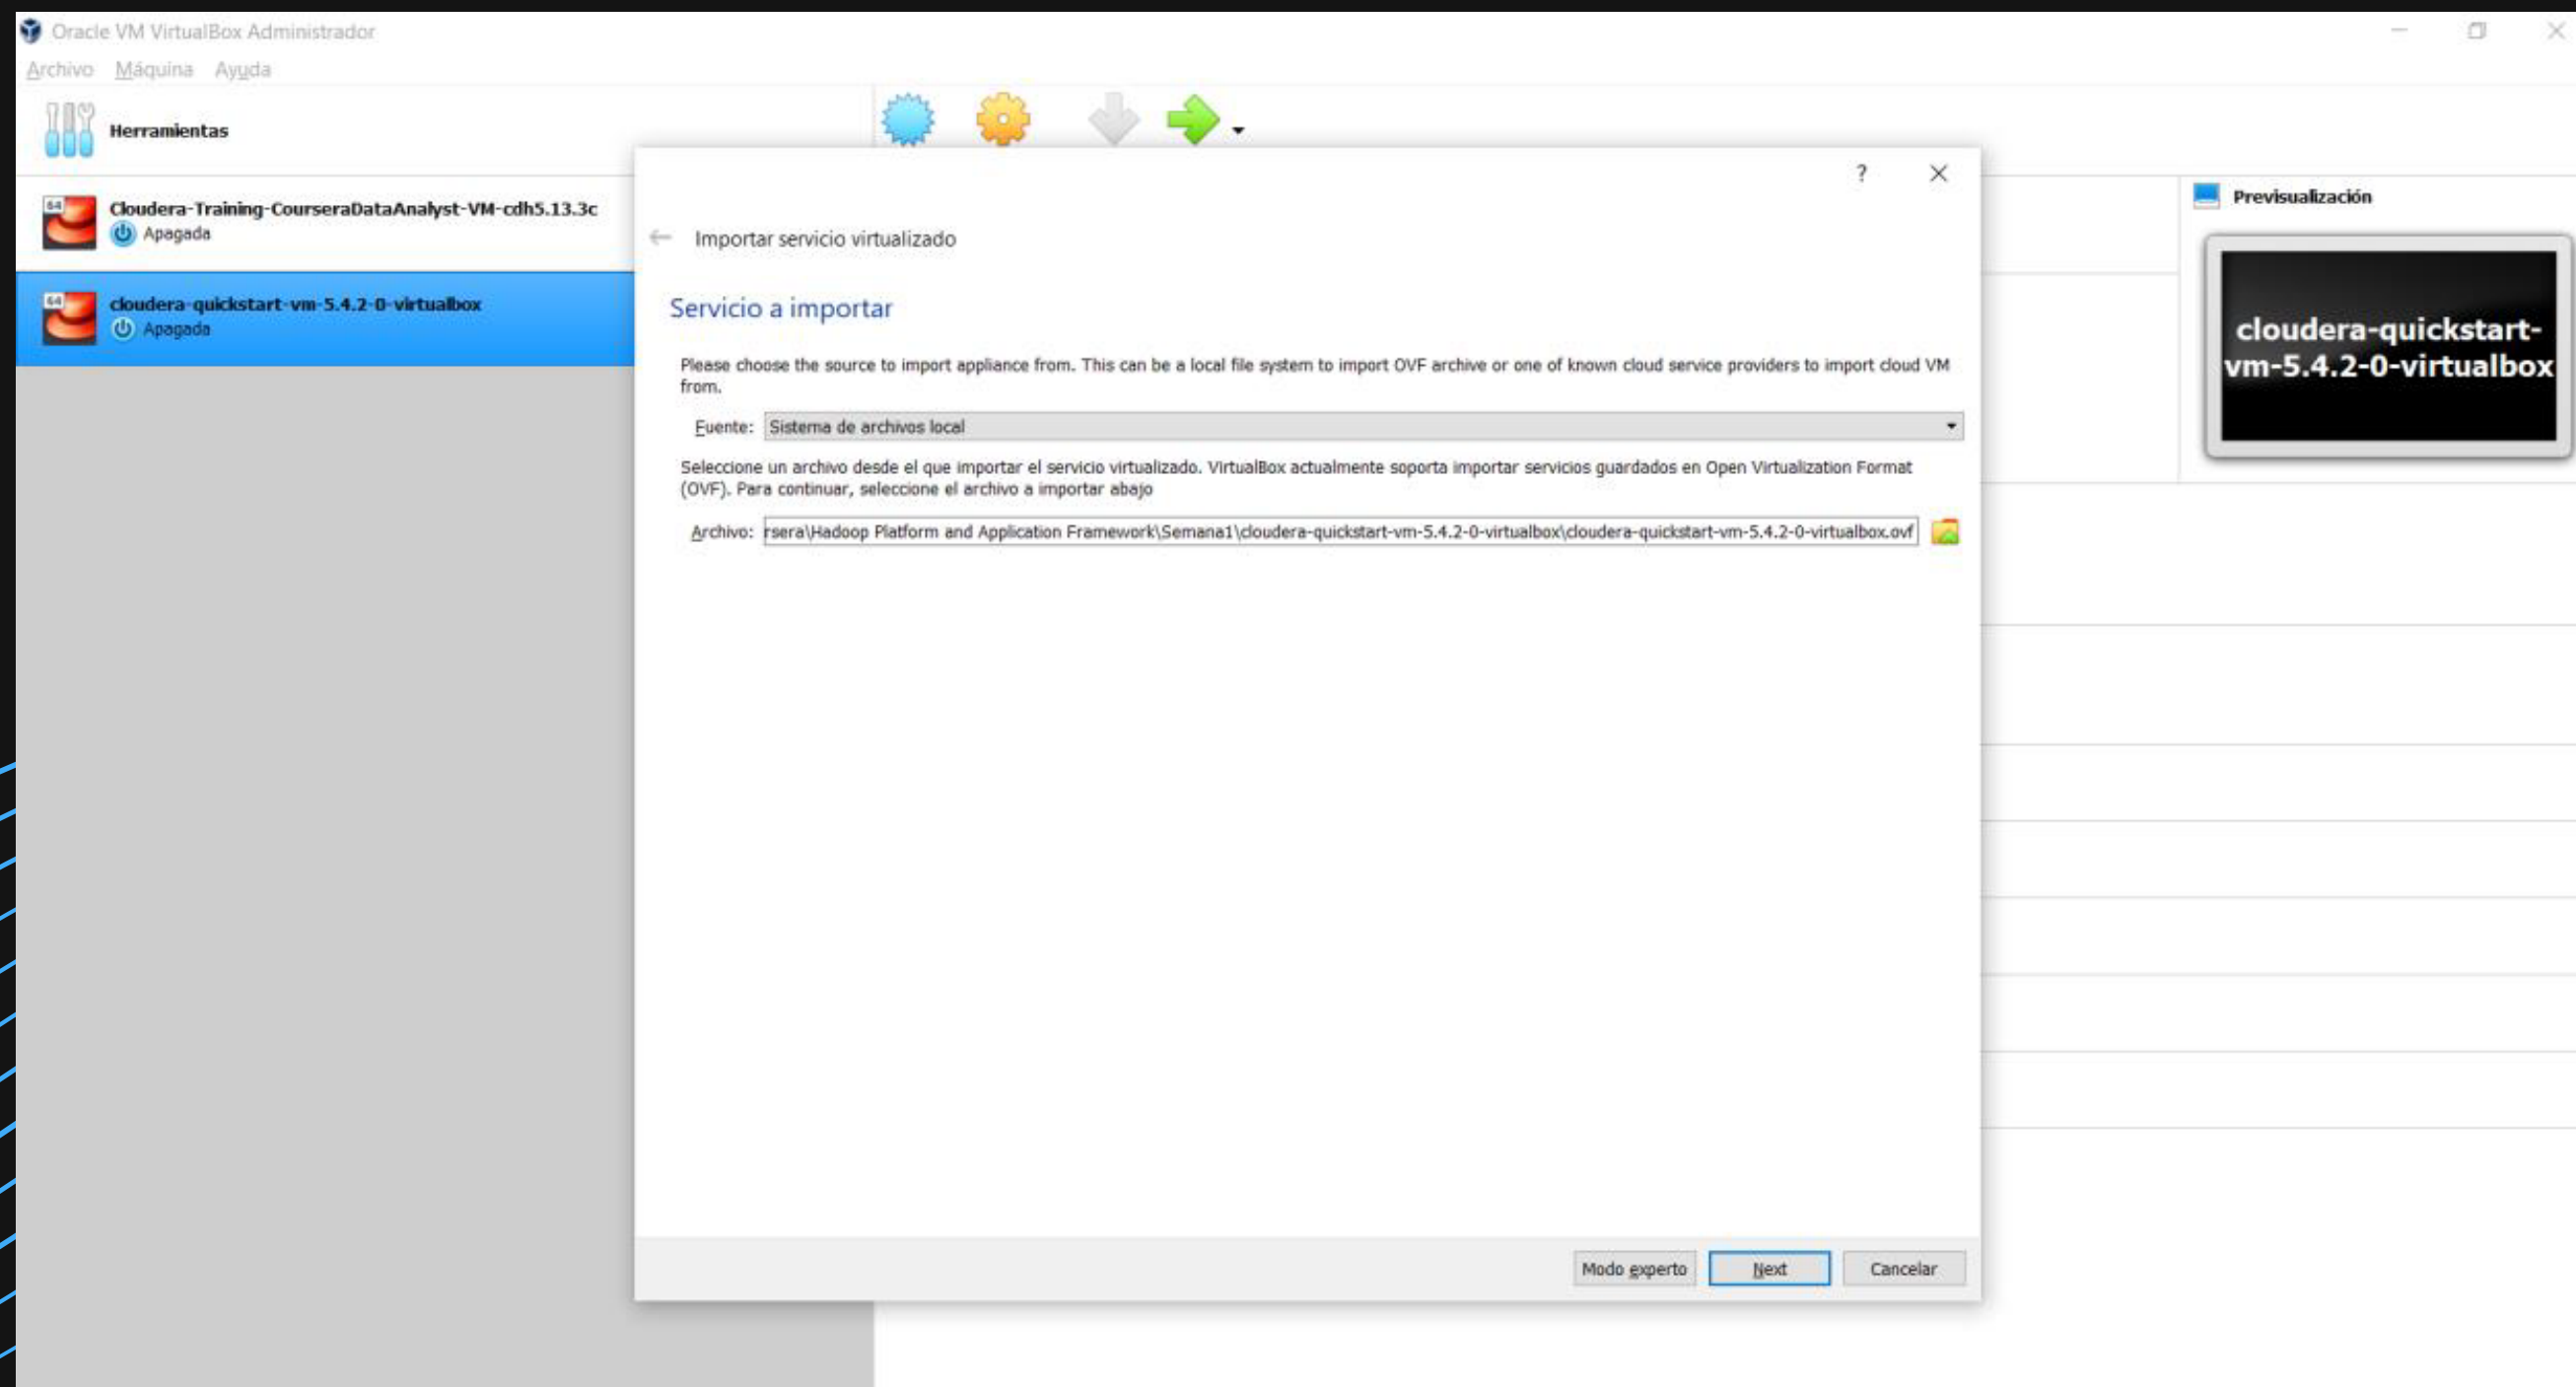 Oracle VM VirtualBox Administrador
Archivo Máquina Ayuda
Herramientas
64
Cloudera-Training-CourseraDataAnalyst-VM-cdh5.13.3c
Apagada
64
cloudera-quickstart-vm-5.4.2-0-virtualbox
Apagada
?
Importar servicio virtualizado
Servicio a importar
Please choose the source to import appliance from. This can be a local file system to import OVF archive or one of known cloud service providers to import cloud VM
from.
Fuente: Sistema de archivos local
Seleccione un archivo desde el que importar el servicio virtualizado. VirtualBox actualmente soporta importar servicios guardados en Open Virtualization Format
(OVF). Para continuar, seleccione el archivo a importar abajo
Archivo: rsera\Hadoop Platform and Application Framework\Semana1\cloudera-quickstart-vm-5.4.2-0-virtualbox\cloudera-quickstart-vm-5.4.2-0-virtualbox.ovf
Modo experto Next Cancelar
Previsualización
cloudera-quickstart-
vm-5.4.2-0-virtualbox